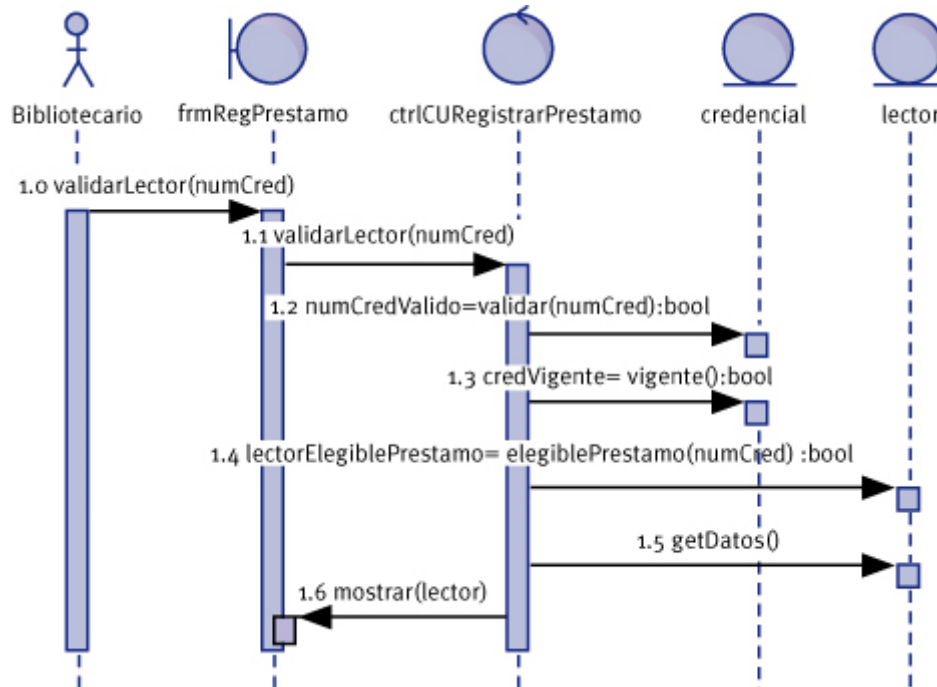 Bibliotecario
frmRegPrestamo
ctrlCURegistrarPrestamo
credencial
lector
1.0 validarLector(numCred)
1.1 validarLector(numCred)
1.2 numCredValido=validar(numCred):bool
1.3 credVigente= vigente():bool
1.4 lectorElegiblePrestamo= elegiblePrestamo(numCred) :bool
1.5 getDatos()
1.6 mostrar(lector)